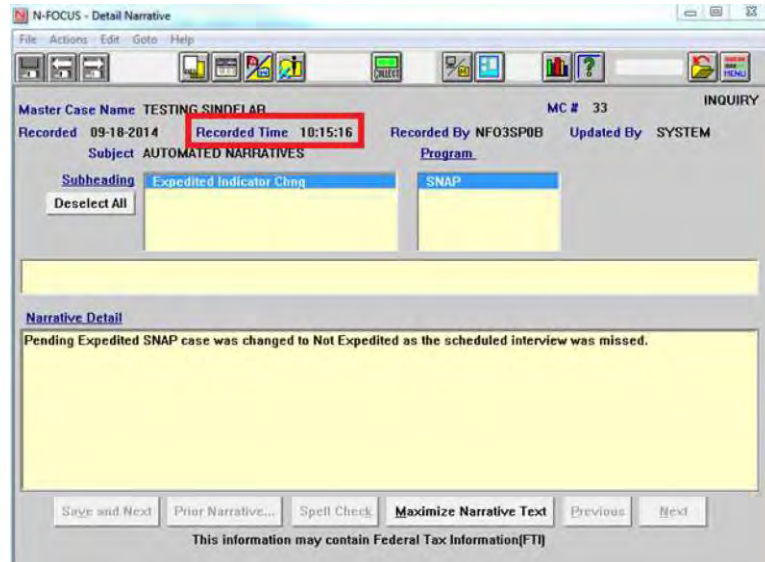 N-FOCUS - Detail Narrative
File Actions Edit Goto Help
COLLECT
MENU
Master Case Name TESTING SINDELAR MC # 33 INQUIRY
Recorded 09-18-2014 Recorded Time 10:15:16 Recorded By NFO3SP0B Updated By SYSTEM
Subject AUTOMATED NARRATIVES Program
Subheading Expedited Indicator Chng SNAP
Deselect All
Narrative Detail
Pending Expedited SNAP case was changed to Not Expedited as the scheduled interview was missed.
Save and Next Prior Narrative... Spell Check Maximize Narrative Text Previous Next
This information may contain Federal Tax Information(FTI)